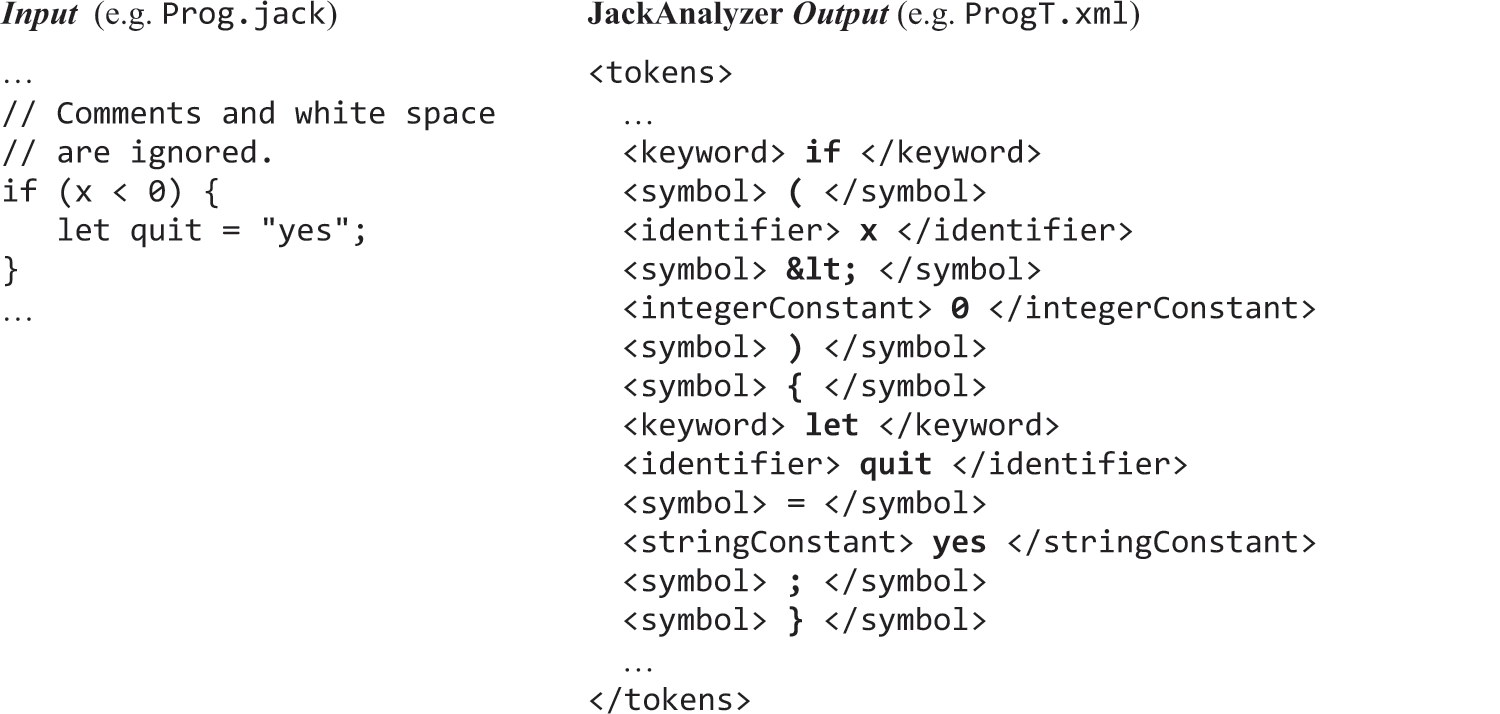 Input (e.g. Prog.jack)
…
// Comments and white space
// are ignored.
if (x < 0) {
   let quit = "yes";
}
…
JackAnalyzer Output (e.g. ProgT.xml)
<tokens>
  …
  <keyword> if </keyword>
  <symbol> ( </symbol>
  <identifier> x </identifier>
  <symbol> &lt; </symbol>
  <integerConstant> 0 </integerConstant>
  <symbol> ) </symbol>
  <symbol> { </symbol>
  <keyword> let </keyword>
  <identifier> quit </identifier>
  <symbol> = </symbol>
  <stringConstant> yes </stringConstant>
  <symbol> ; </symbol>
  <symbol> } </symbol>
  …
</tokens>